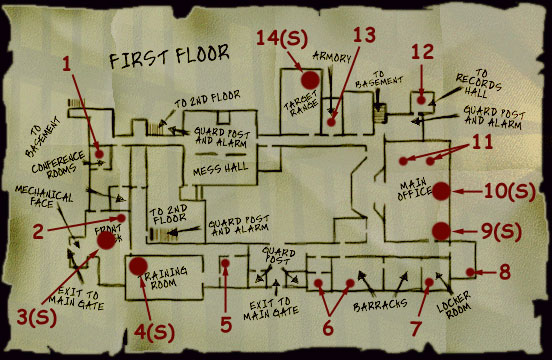 FIRST FLOOR
14(S)
13
12
1
ARMORY
TO
BASEMENT
TO
RECORDS
HALL
TARGET
RANGE
TO 2ND FLOOR
GUARD POST
AND ALARM
GUARD POST
AND ALARM
TO
BASEMENT
CONFERENCE
ROOMS
MESS HALL
11
MECHANICAL
FACE
MAIN
OFFICE
10(S)
2
FRONT
TO 2ND
FLOOR
GUARD POST
AND ALARM
9(S)
GUARD
POST
TRAINING
ROOM
8
EXIT TO
MAIN GATE
3(S)
4(S)
5
EXIT TO
MAIN GATE
6
BARRACKS
7
LOCKER
ROOM